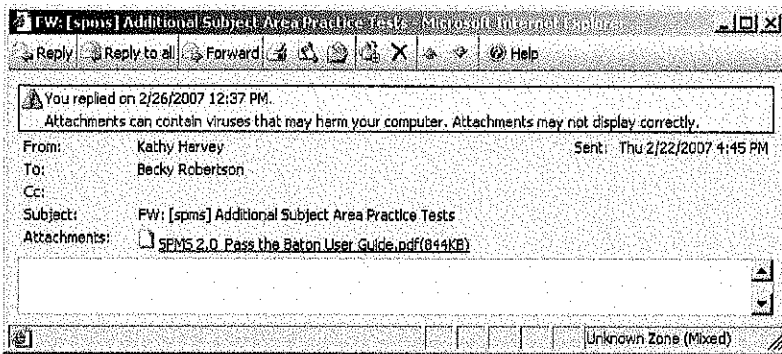 FW: [spms] Additional Subject Area Practice Tests - Microsoft Internet Explorer
Reply Reply to all Forward Help
You replied on 2/26/2007 12:37 PM.
Attachments can contain viruses that may harm your computer. Attachments may not display correctly.
From: Kathy Harvey Sent: Thu 2/22/2007 4:45 PM
To: Becky Robertson
Cc:
Subject: FW: [spms] Additional Subject Area Practice Tests
Attachments: SPMS 2.0 Pass the Baton User Guide.pdf(844KB)
Unknown Zone (Mixed)